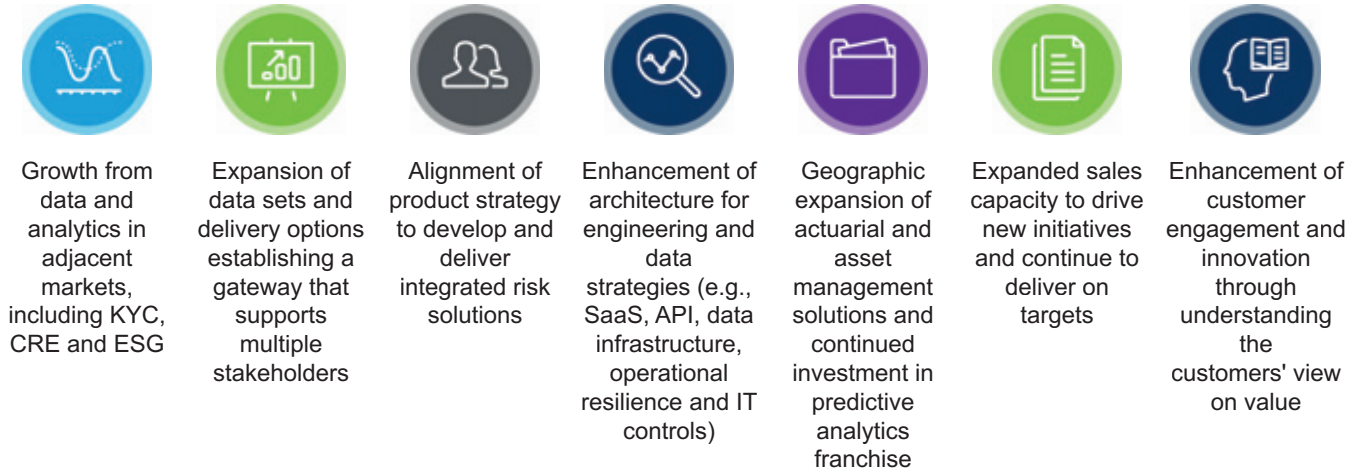 Growth from
data and
analytics in
adjacent
markets,
including KYC,
CRE and ESG
Expansion of
data sets and
delivery options
establishing a
gateway that
supports
multiple
stakeholders
Alignment of
product strategy
to develop and
deliver
integrated risk
solutions
Enhancement of
architecture for
engineering and
data
strategies (e.g.,
SaaS, API, data
infrastructure,
operational
resilience and IT
controls)
Geographic
expansion of
actuarial and
asset
management
solutions and
continued
investment in
predictive
analytics
franchise
Expanded sales
capacity to drive
new initiatives
and continue to
deliver on
targets
Enhancement of
customer
engagement and
innovation
through
understanding
the
customers' view
on value